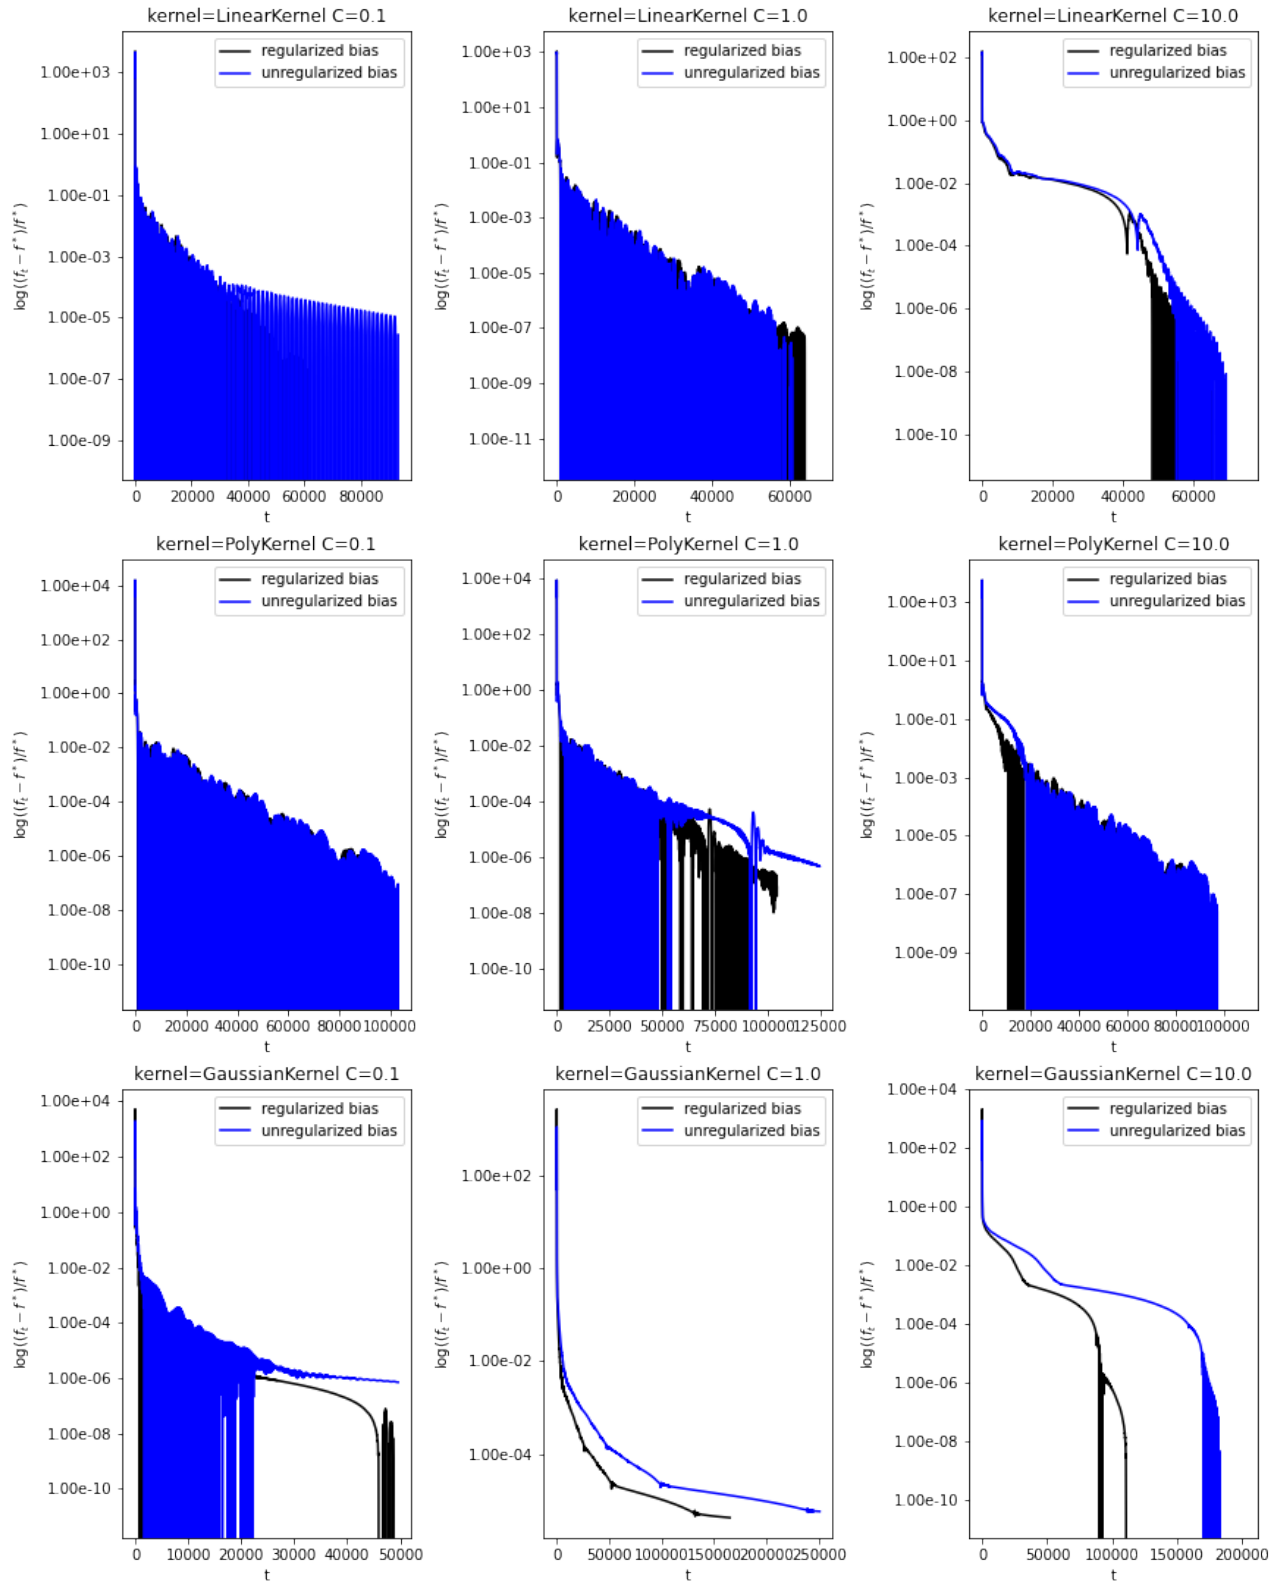 kernel=LinearKernel C=0.1
regularized bias
unregularized bias
1.00e+03
1.00e+01
1.00e-01
1.00e-03
1.00e-05
1.00e-07
1.00e-09
log((f_t − f*)/f*)
0 20000 40000 60000 80000
t
kernel=LinearKernel C=1.0
regularized bias
unregularized bias
1.00e+03
1.00e+01
1.00e-01
1.00e-03
1.00e-05
1.00e-07
1.00e-09
1.00e-11
log((f_t − f*)/f*)
0 20000 40000 60000
t
kernel=LinearKernel C=10.0
regularized bias
unregularized bias
1.00e+02
1.00e+00
1.00e-02
1.00e-04
1.00e-06
1.00e-08
1.00e-10
log((f_t − f*)/f*)
0 20000 40000 60000
t
kernel=PolyKernel C=0.1
regularized bias
unregularized bias
1.00e+04
1.00e+02
1.00e+00
1.00e-02
1.00e-04
1.00e-06
1.00e-08
1.00e-10
log((f_t − f*)/f*)
0 20000 40000 60000 80000 100000
t
kernel=PolyKernel C=1.0
regularized bias
unregularized bias
1.00e+04
1.00e+02
1.00e+00
1.00e-02
1.00e-04
1.00e-06
1.00e-08
1.00e-10
log((f_t − f*)/f*)
0 25000 50000 75000 100000 125000
t
kernel=PolyKernel C=10.0
regularized bias
unregularized bias
1.00e+03
1.00e+01
1.00e-01
1.00e-03
1.00e-05
1.00e-07
1.00e-09
log((f_t − f*)/f*)
0 20000 40000 60000 80000 100000
t
kernel=GaussianKernel C=0.1
regularized bias
unregularized bias
1.00e+04
1.00e+02
1.00e+00
1.00e-02
1.00e-04
1.00e-06
1.00e-08
1.00e-10
log((f_t − f*)/f*)
0 10000 20000 30000 40000 50000
t
kernel=GaussianKernel C=1.0
regularized bias
unregularized bias
1.00e+02
1.00e+00
1.00e-02
1.00e-04
log((f_t − f*)/f*)
0 50000 100000 150000 200000 250000
t
kernel=GaussianKernel C=10.0
regularized bias
unregularized bias
1.00e+04
1.00e+02
1.00e+00
1.00e-02
1.00e-04
1.00e-06
1.00e-08
1.00e-10
log((f_t − f*)/f*)
0 50000 100000 150000 200000
t